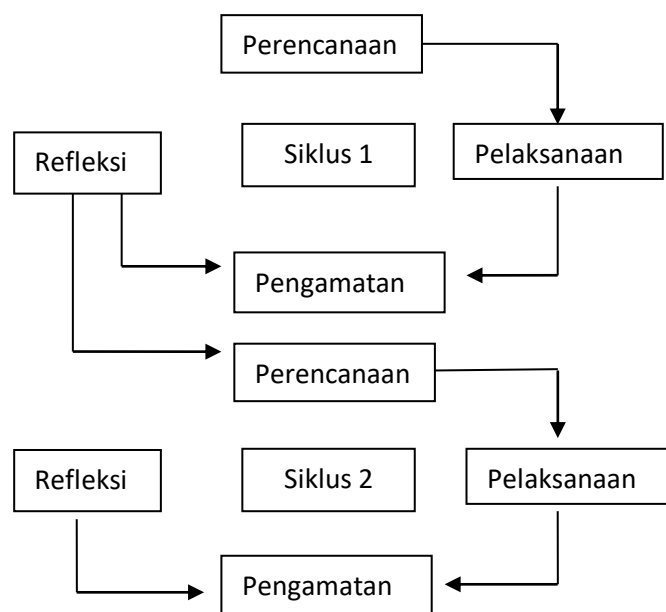 Perencanaan
Refleksi
Siklus 1
Pelaksanaan
Pengamatan
Perencanaan
Refleksi
Siklus 2
Pelaksanaan
Pengamatan